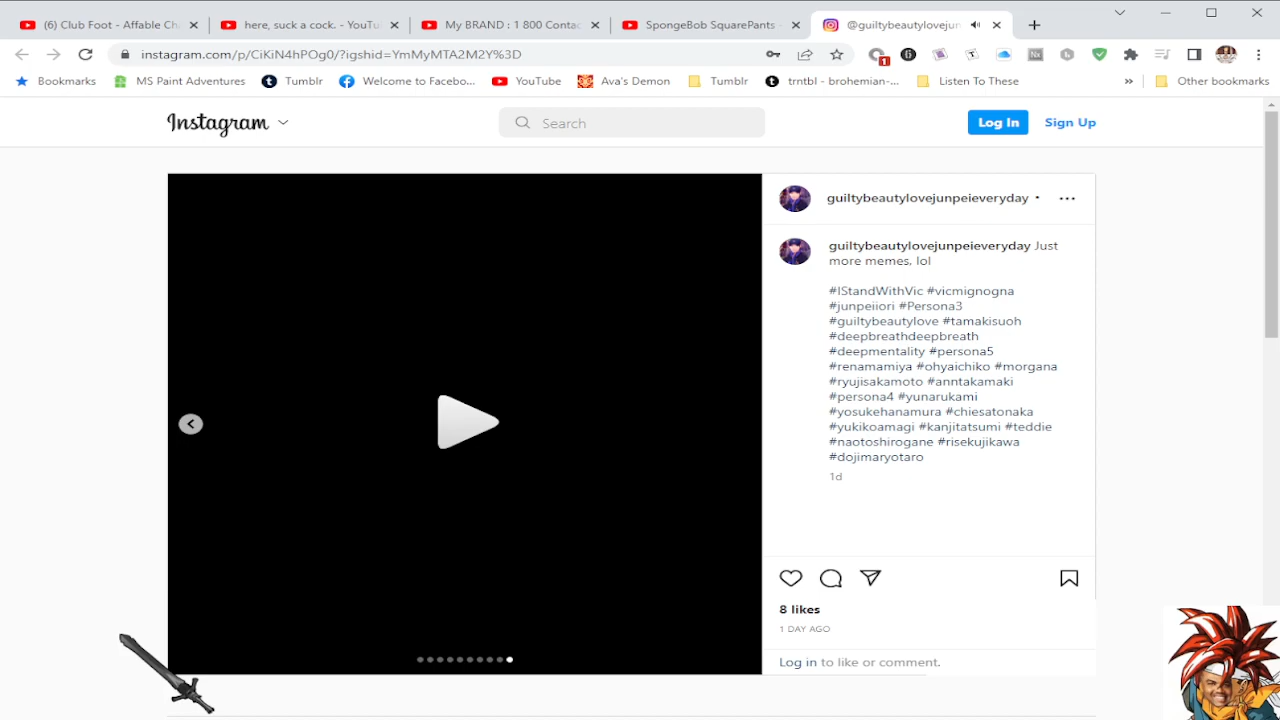 (6) Club Foot - Affable Ch
here, suck a cock. - YouTu
My BRAND : 1 800 Contac
SpongeBob SquarePants -
@guiltybeautylovejun
instagram.com/p/CiKiN4hPOq0/?igshid=YmMyMTA2M2Y%3D
Bookmarks
MS Paint Adventures
Tumblr
Welcome to Facebo...
YouTube
Ava's Demon
Tumblr
trntbl - brohemian-...
Listen To These
»
Other bookmarks
Instagram
Search
Log In
Sign Up
guiltybeautylovejunpeieveryday •
guiltybeautylovejunpeieveryday Just
more memes, lol
#IStandWithVic #vicmignogna
#junpeiiori #Persona3
#guiltybeautylove #tamakisuoh
#deepbreathdeepbreath
#deepmentality #persona5
#renamamiya #ohyaichiko #morgana
#ryujisakamoto #anntakamaki
#persona4 #yunarukami
#yosukehanamura #chiesatonaka
#yukikoamagi #kanjitatsumi #teddie
#naotoshirogane #risekujikawa
#dojimaryotaro
1d
8 likes
1 DAY AGO
Log in to like or comment.